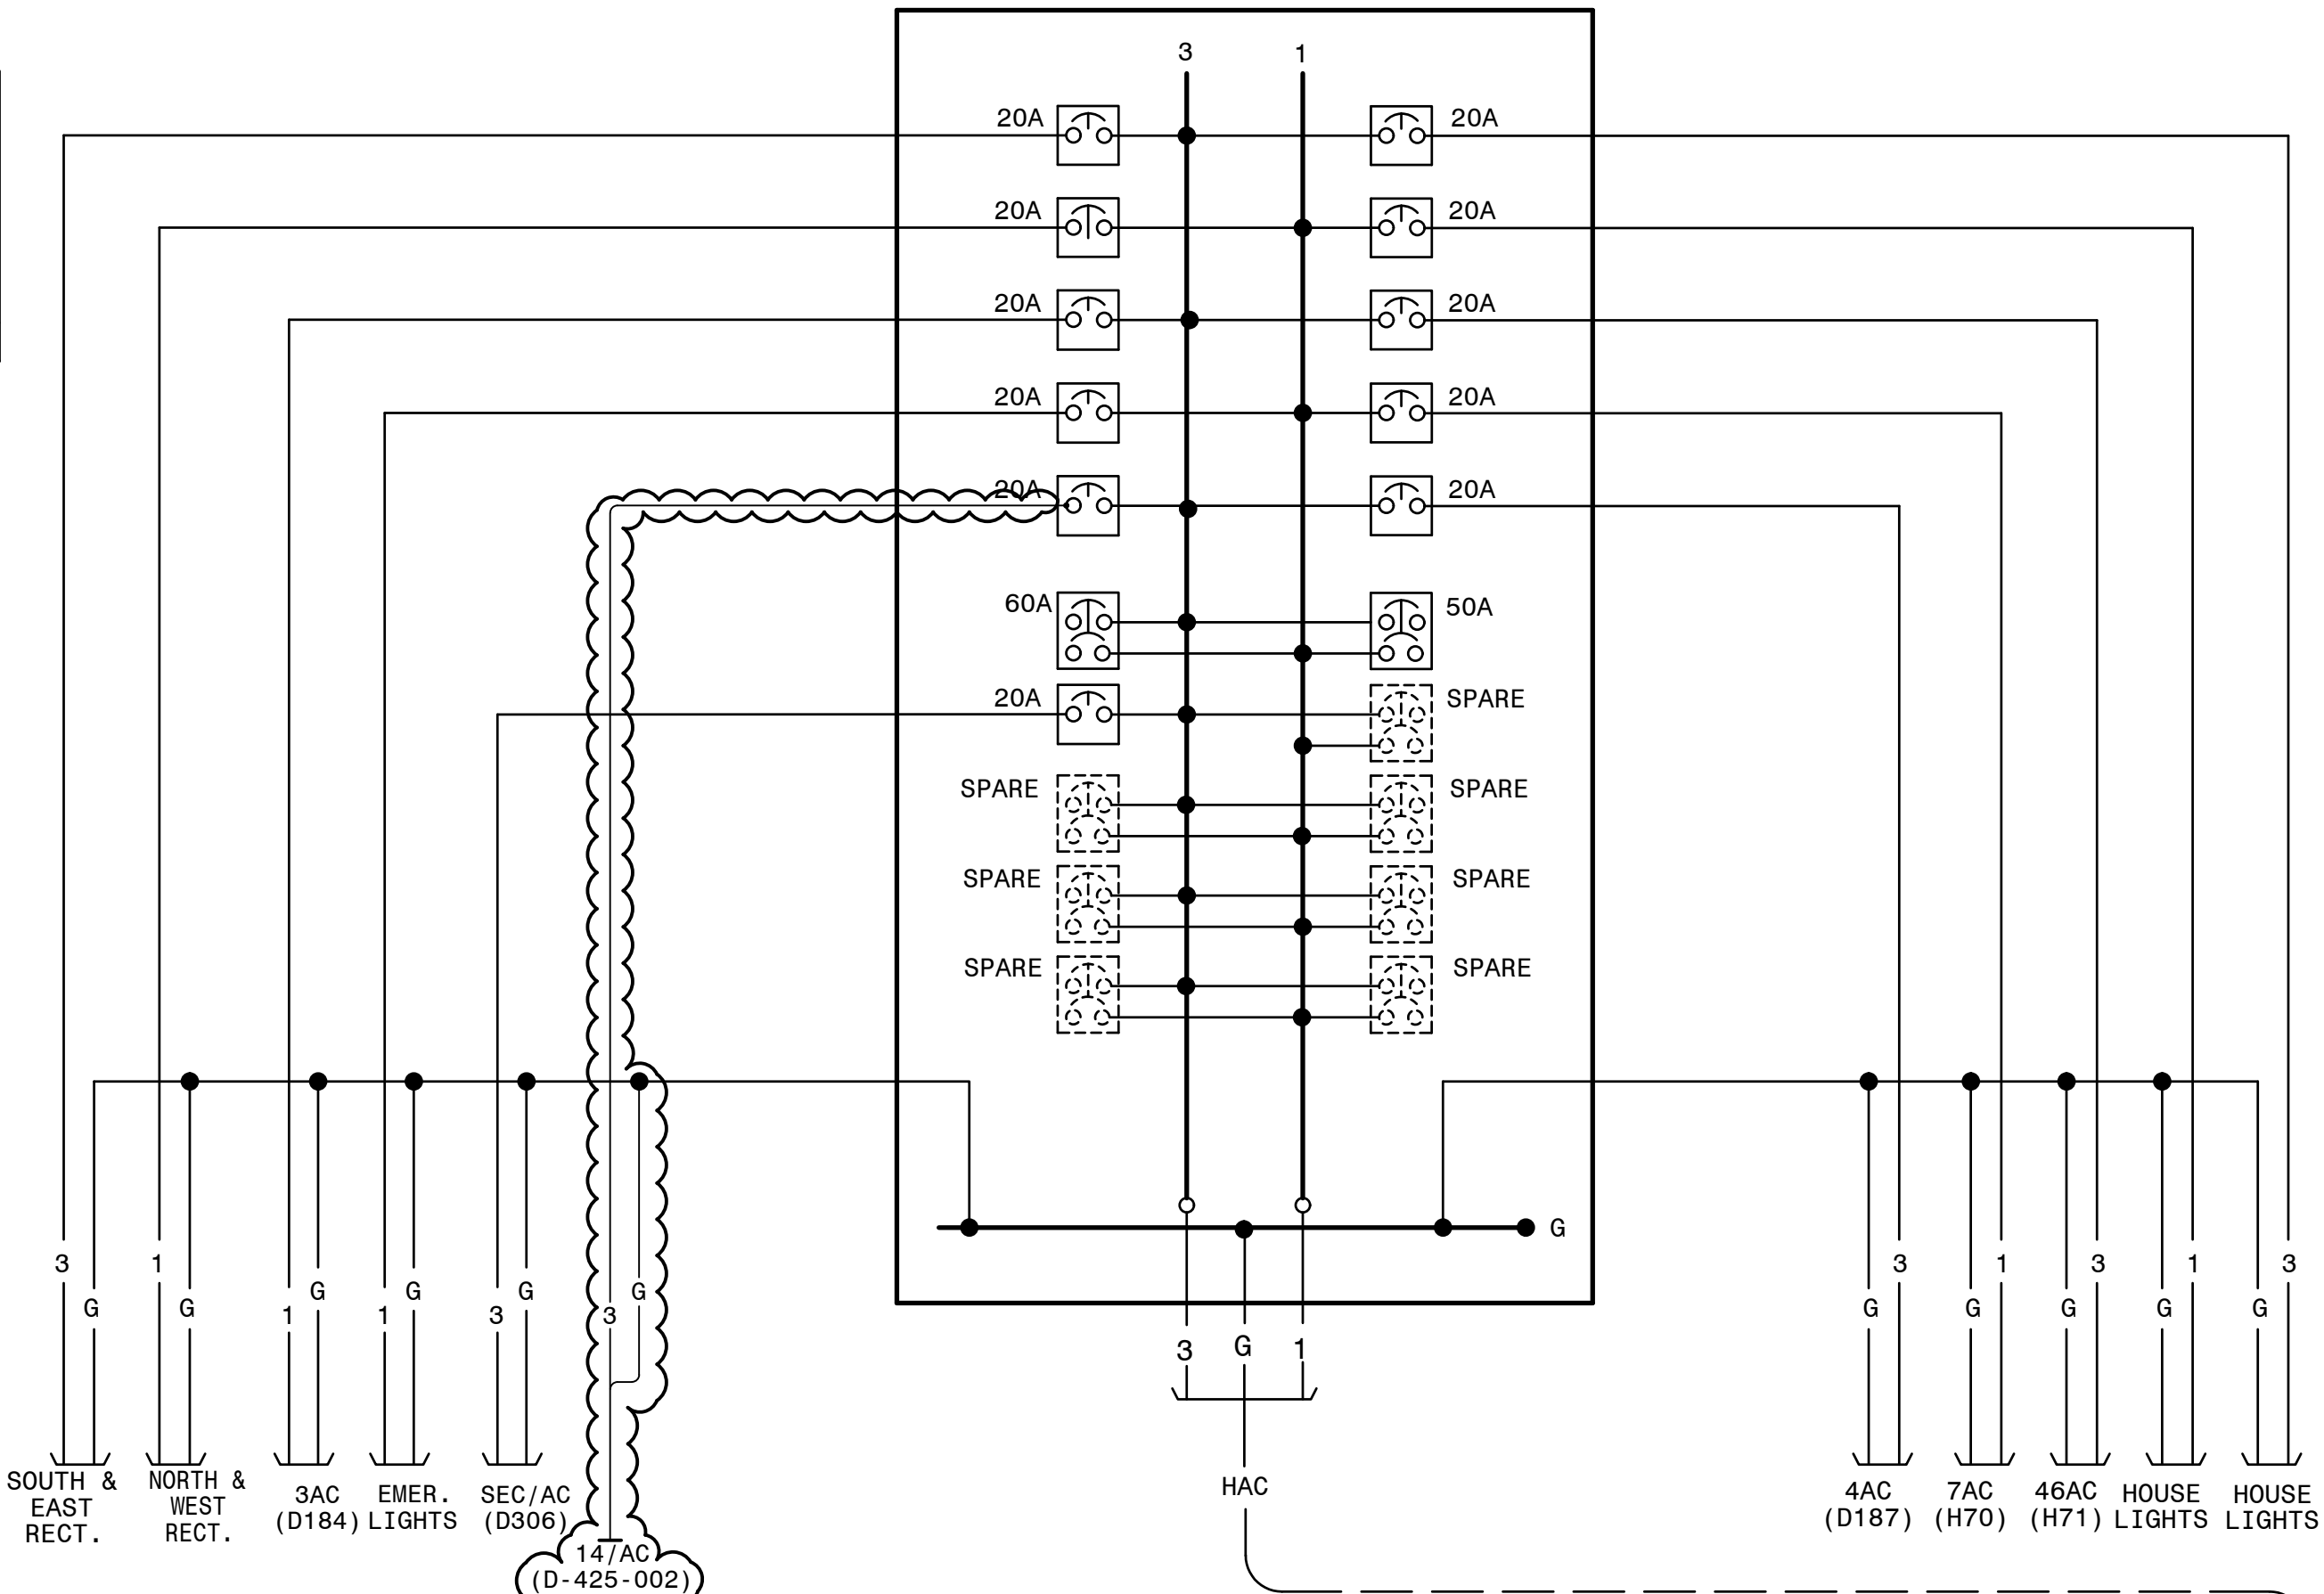 3 1
20A 20A
20A 20A
20A 20A
20A 20A
20A 20A
60A 50A
20A SPARE
SPARE SPARE
SPARE SPARE
SPARE SPARE
G
3 G 1 G 1 G 1 G 3 G 3 G
3 G 1
G 3 G 1 G 3 G 1 G 3
HAC
SOUTH &
EAST
RECT.
NORTH &
WEST
RECT.
3AC
(D184)
EMER.
LIGHTS
SEC/AC
(D306)
14/AC
(D-425-002)
4AC
(D187)
7AC
(H70)
46AC
(H71)
HOUSE
LIGHTS
HOUSE
LIGHTS